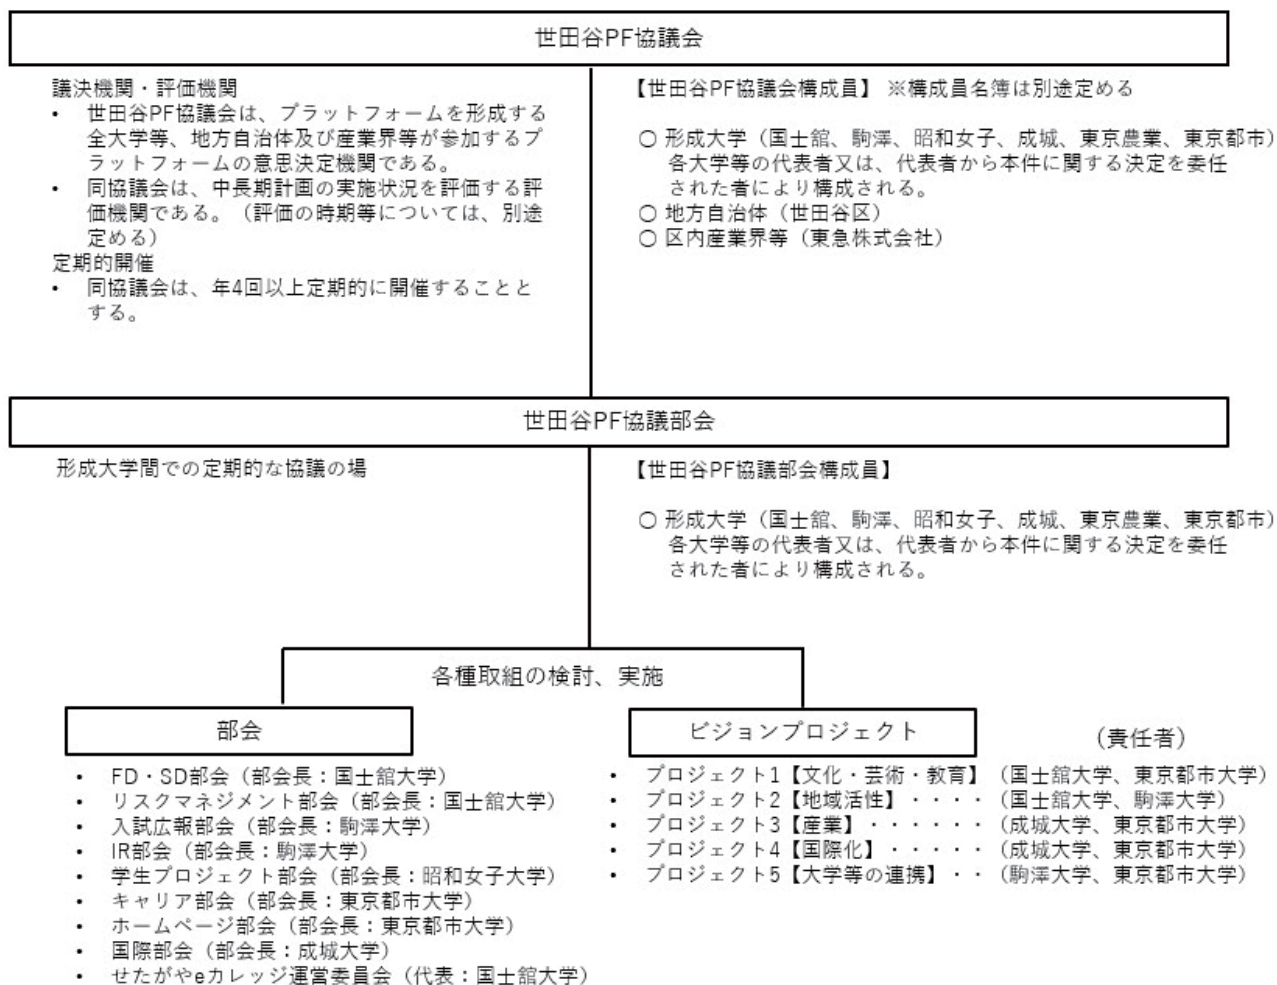 世田谷PF協議会
議決機関・評価機関
• 世田谷PF協議会は、プラットフォームを形成する
全大学等、地方自治体及び産業界等が参加するプ
ラットフォームの意思決定機関である。
• 同協議会は、中長期計画の実施状況を評価する評
価機関である。（評価の時期等については、別途
定める）
定期的開催
• 同協議会は、年4回以上定期的に開催することと
する。
【世田谷PF協議会構成員】 ※構成員名簿は別途定める
○ 形成大学（国士舘、駒澤、昭和女子、成城、東京農業、東京都市）
各大学等の代表者又は、代表者から本件に関する決定を委任
された者により構成される。
○ 地方自治体（世田谷区）
○ 区内産業界等（東急株式会社）
世田谷PF協議部会
形成大学間での定期的な協議の場
【世田谷PF協議部会構成員】
○ 形成大学（国士舘、駒澤、昭和女子、成城、東京農業、東京都市）
各大学等の代表者又は、代表者から本件に関する決定を委任
された者により構成される。
各種取組の検討、実施
部会
• FD・SD部会（部会長：国士舘大学）
• リスクマネジメント部会（部会長：国士舘大学）
• 入試広報部会（部会長：駒澤大学）
• IR部会（部会長：駒澤大学）
• 学生プロジェクト部会（部会長：昭和女子大学）
• キャリア部会（部会長：東京都市大学）
• ホームページ部会（部会長：東京都市大学）
• 国際部会（部会長：成城大学）
• せたがやeカレッジ運営委員会（代表：国士舘大学）
ビジョンプロジェクト
（責任者）
• プロジェクト1【文化・芸術・教育】（国士舘大学、東京都市大学）
• プロジェクト2【地域活性】・・・・（国士舘大学、駒澤大学）
• プロジェクト3【産業】・・・・・・（成城大学、東京都市大学）
• プロジェクト4【国際化】・・・・・（成城大学、東京都市大学）
• プロジェクト5【大学等の連携】・・（駒澤大学、東京都市大学）